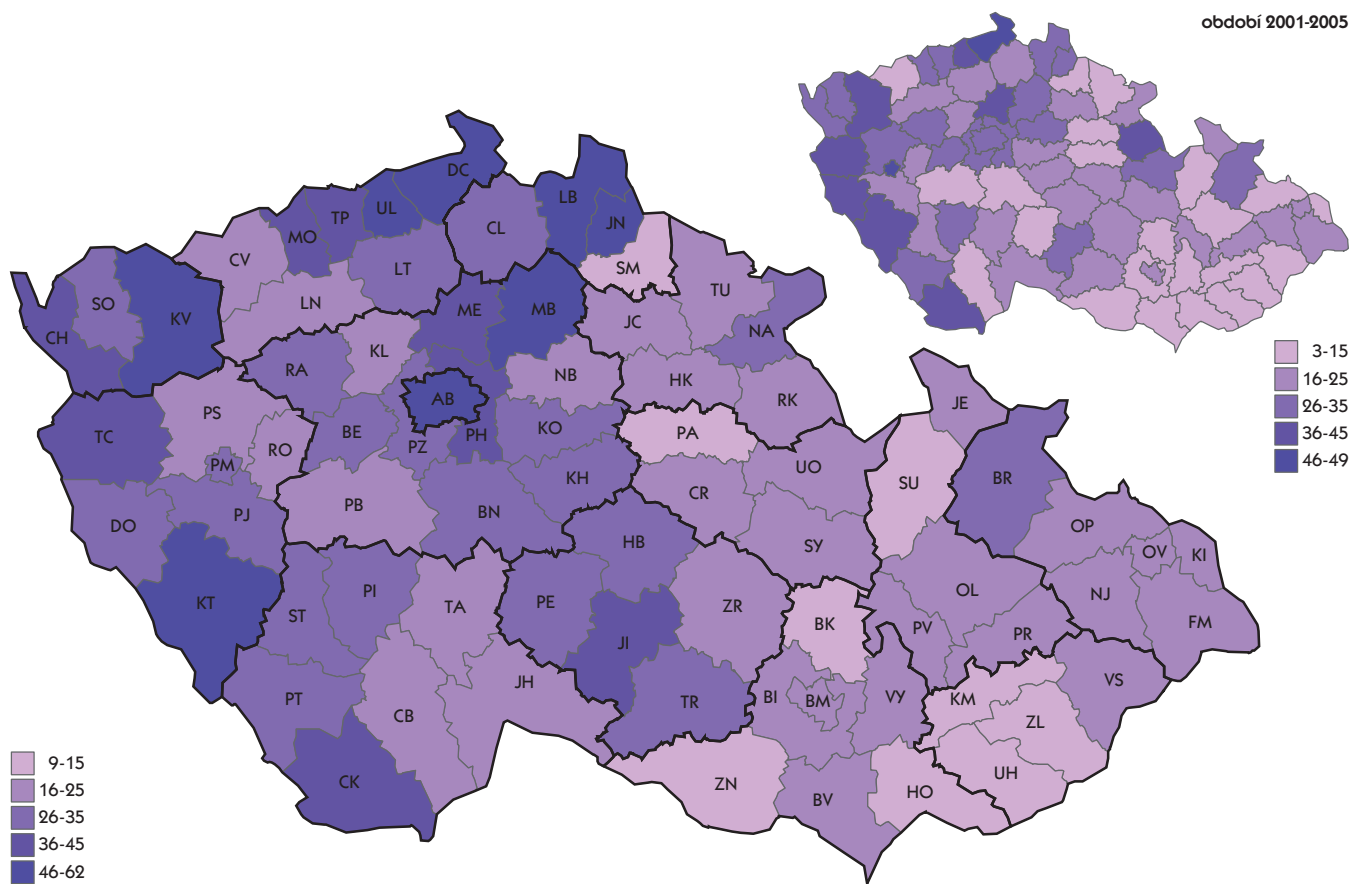 období 2001-2005
DC
LB
UL
JN
TP
MO
CL
CV
LT
SM
TU
SO
LN
ME
MB
KV
JC
NA
CH
KL
RA
NB
HK
AB
RK
3-15
16-25
26-35
36-45
46-49
PS
JE
TC
BE
PH
KO
PA
RO
PZ
PM
UO
KH
SU
BR
CR
PB
DO
PJ
BN
OP
HB
SY
OV
KI
PI
OL
KT
ST
TA
PE
ZR
NJ
BK
FM
PV
PR
JI
JH
VS
PT
TR
BI
BM
VY
KM
CB
ZL
9-15
16-25
26-35
36-45
46-62
CK
ZN
BV
HO
UH